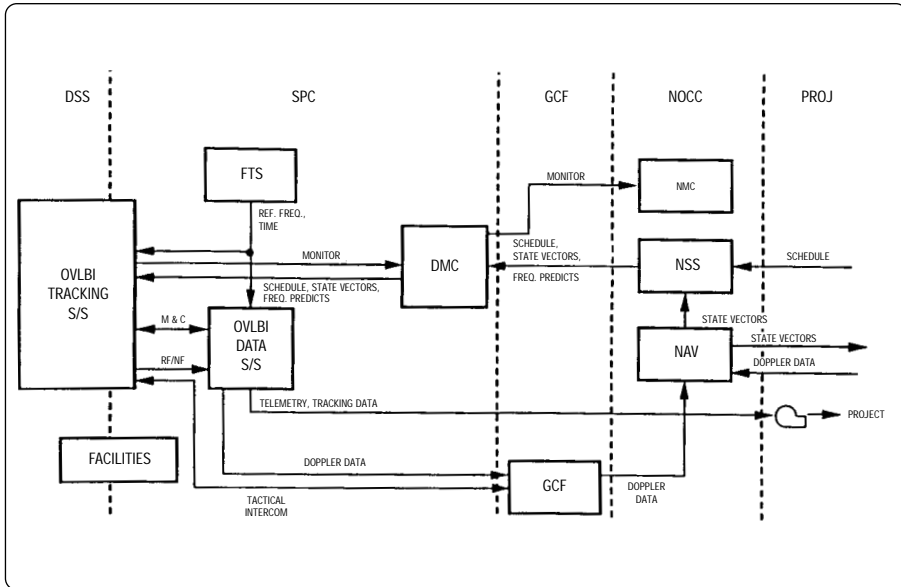 DSS
SPC
GCF
NOCC
PROJ
FTS
NMC
MONITOR
REF. FREQ.,
TIME
OVLBI
TRACKING
S/S
MONITOR
DMC
SCHEDULE,
STATE VECTORS,
FREQ. PREDICTS
NSS
SCHEDULE
SCHEDULE, STATE VECTORS,
FREQ. PREDICTS
M & C
OVLBI
DATA
S/S
STATE VECTORS
NAV
STATE VECTORS
DOPPLER DATA
RF/NF
TELEMETRY, TRACKING DATA
PROJECT
FACILITIES
DOPPLER DATA
GCF
DOPPLER
DATA
TACTICAL
INTERCOM